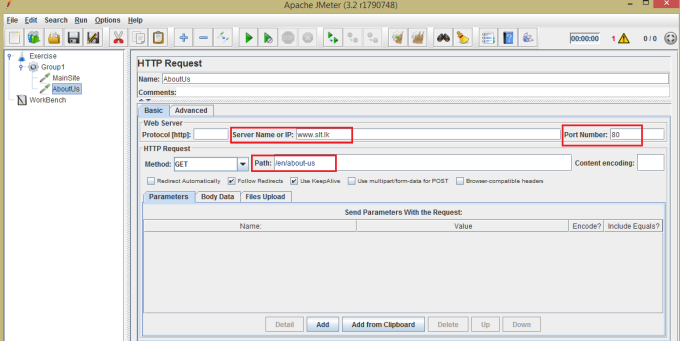 Apache JMeter (3.2 r1790748)
File Edit Search Run Options Help
00:00:00 1 0 / 0
Exercise
Group1
MainSite
AboutUs
WorkBench
HTTP Request
Name: AboutUs
Comments:
Basic Advanced
Web Server
Protocol [http]: Server Name or IP: www.slt.lk Port Number: 80
HTTP Request
Method: GET Path: /en/about-us Content encoding:
Redirect Automatically Follow Redirects Use KeepAlive Use multipart/form-data for POST Browser-compatible headers
Parameters Body Data Files Upload
Send Parameters With the Request:
Name: Value Encode? Include Equals?
Detail Add Add from Clipboard Delete Up Down